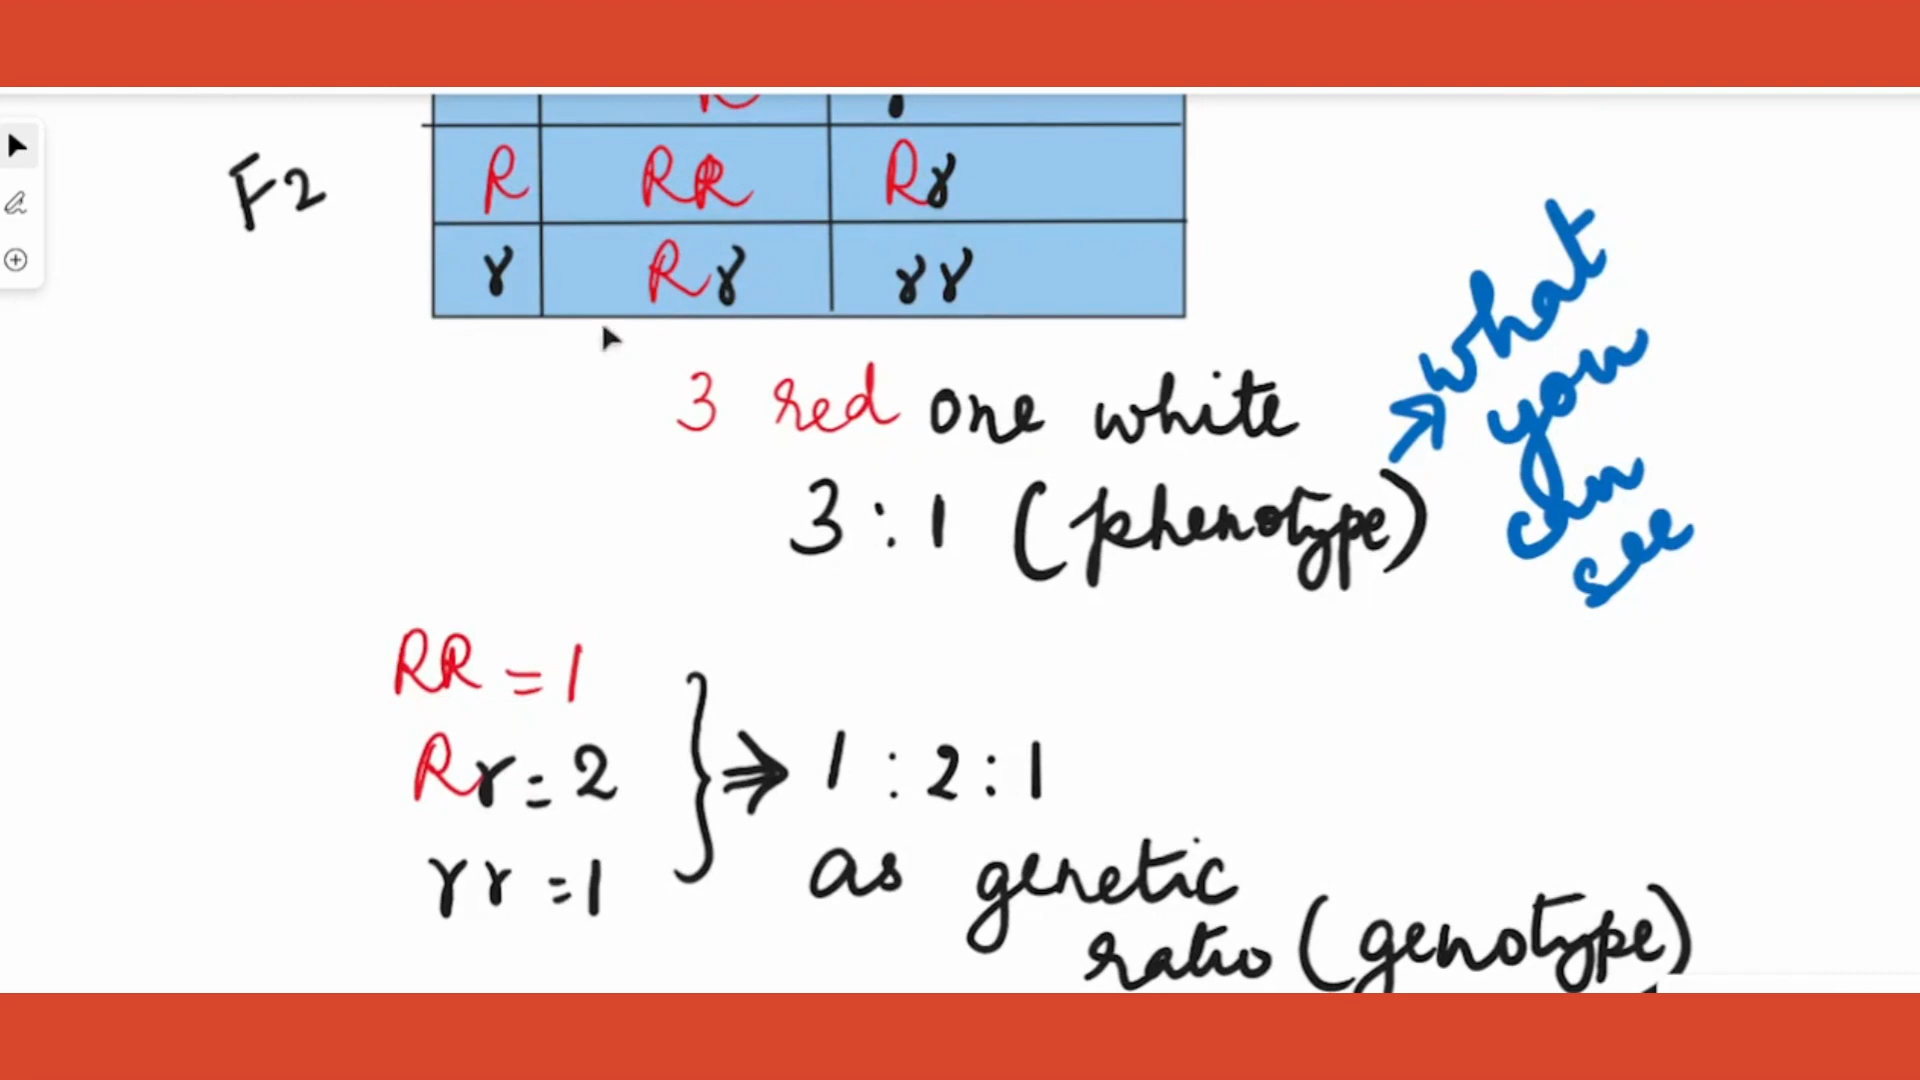 R r
F2 R RR Rr
r Rr rr
3 red one white
3 : 1 (phenotype)
what
you
can
see
RR = 1
Rr = 2
rr = 1
1 : 2 : 1
as genetic
ratio (genotype)